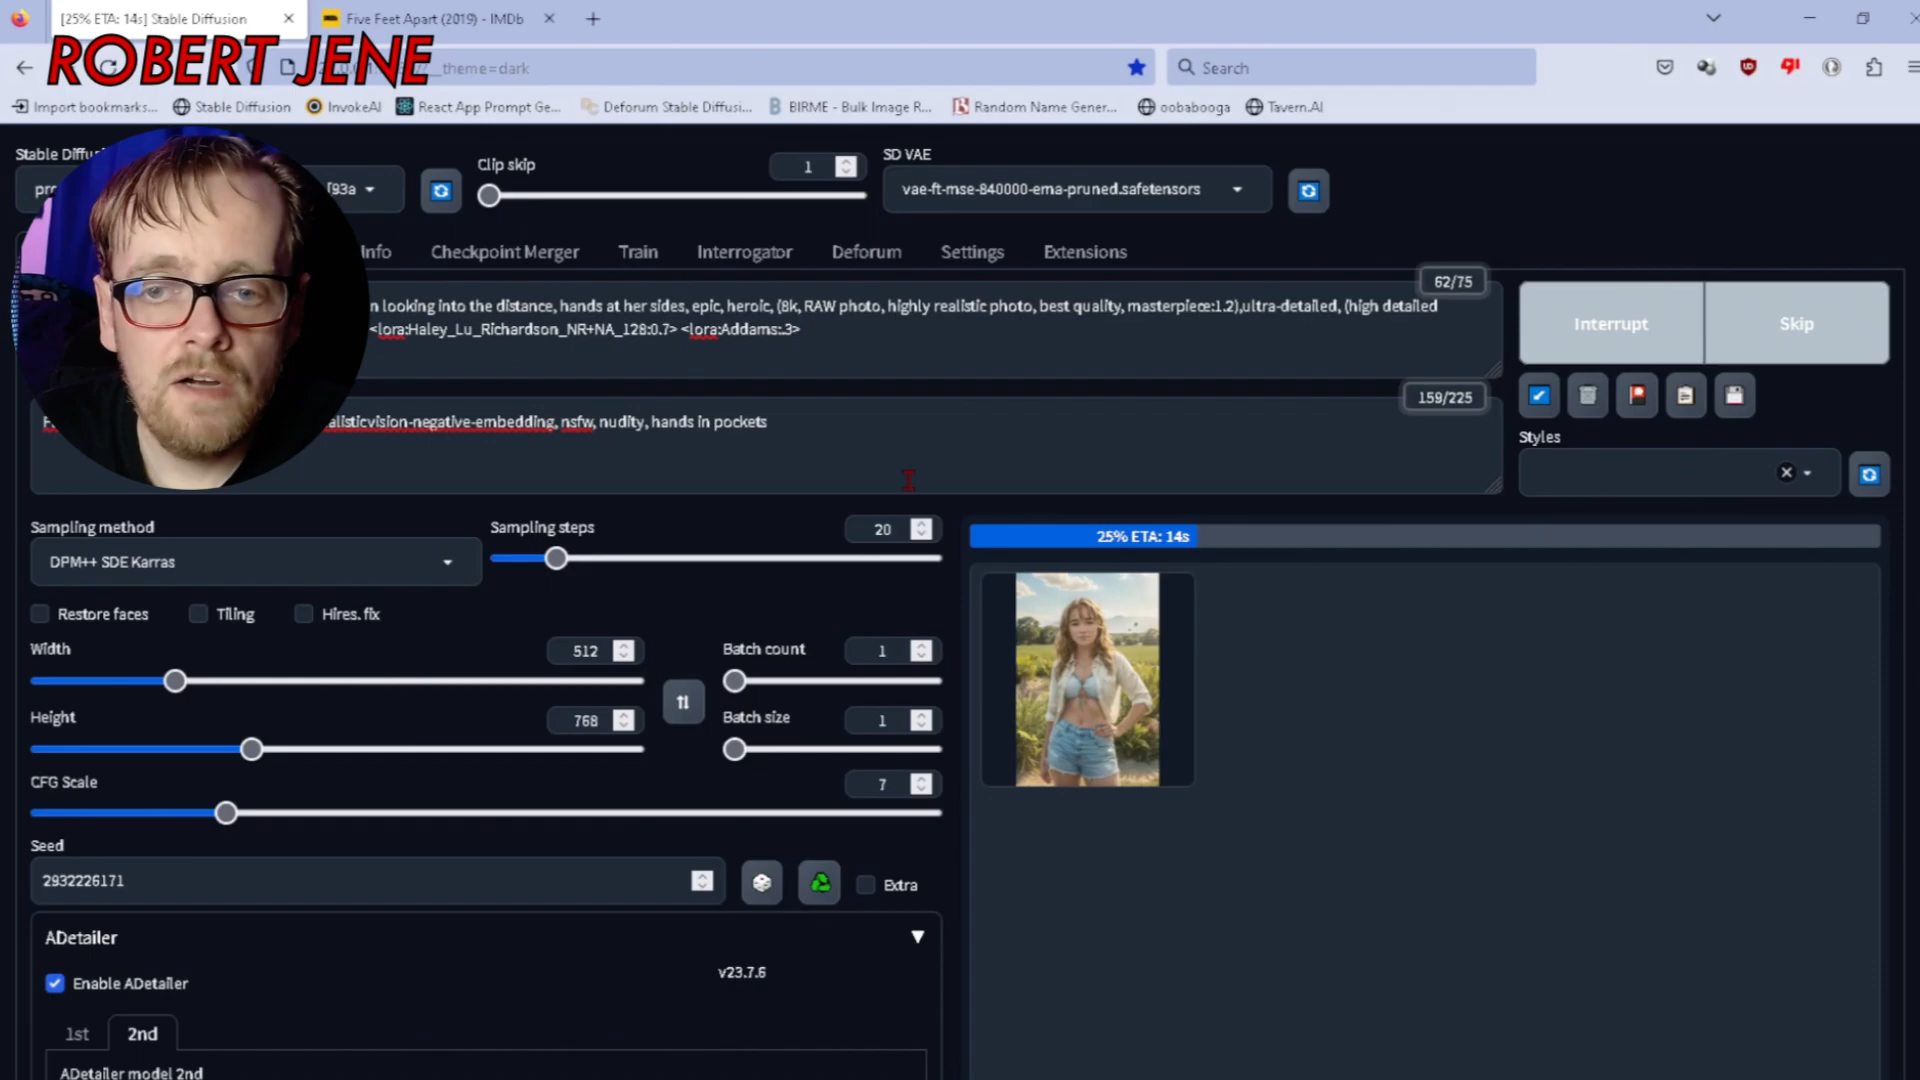 [25% ETA: 14s] Stable Diffusion
Five Feet Apart (2019) - IMDb
ROBERT JENE
__theme=dark
Search
Import bookmarks...
Stable Diffusion
InvokeAI
React App Prompt Ge...
Deforum Stable Diffusi...
BIRME - Bulk Image R...
Random Name Gener...
oobabooga
Tavern.AI
Stable Diffu
Clip skip
1
SD VAE
[93a
vae-ft-mse-840000-ema-pruned.safetensors
Info
Checkpoint Merger
Train
Interrogator
Deforum
Settings
Extensions
62/75
n looking into the distance, hands at her sides, epic, heroic, (8k, RAW photo, highly realistic photo, best quality, masterpiece:1.2),ultra-detailed, (high detailed
<lora:Haley_Lu_Richardson_NR+NA_128:0.7> <lora:Addams:.3>
Interrupt
Skip
159/225
alisticvision-negative-embedding, nsfw, nudity, hands in pockets
Styles
Sampling method
Sampling steps
20
DPM++ SDE Karras
25% ETA: 14s
Restore faces
Tiling
Hires. fix
Width
512
Batch count
1
Height
768
Batch size
1
CFG Scale
7
Seed
2932226171
Extra
ADetailer
Enable ADetailer
v23.7.6
1st
2nd
ADetailer model 2nd